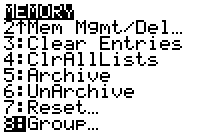 MEMORY
2↑Mem Mgmt/Del…
3:Clear Entries
4:ClrAllLists
5:Archive
6:UnArchive
7:Reset…
8:Group…